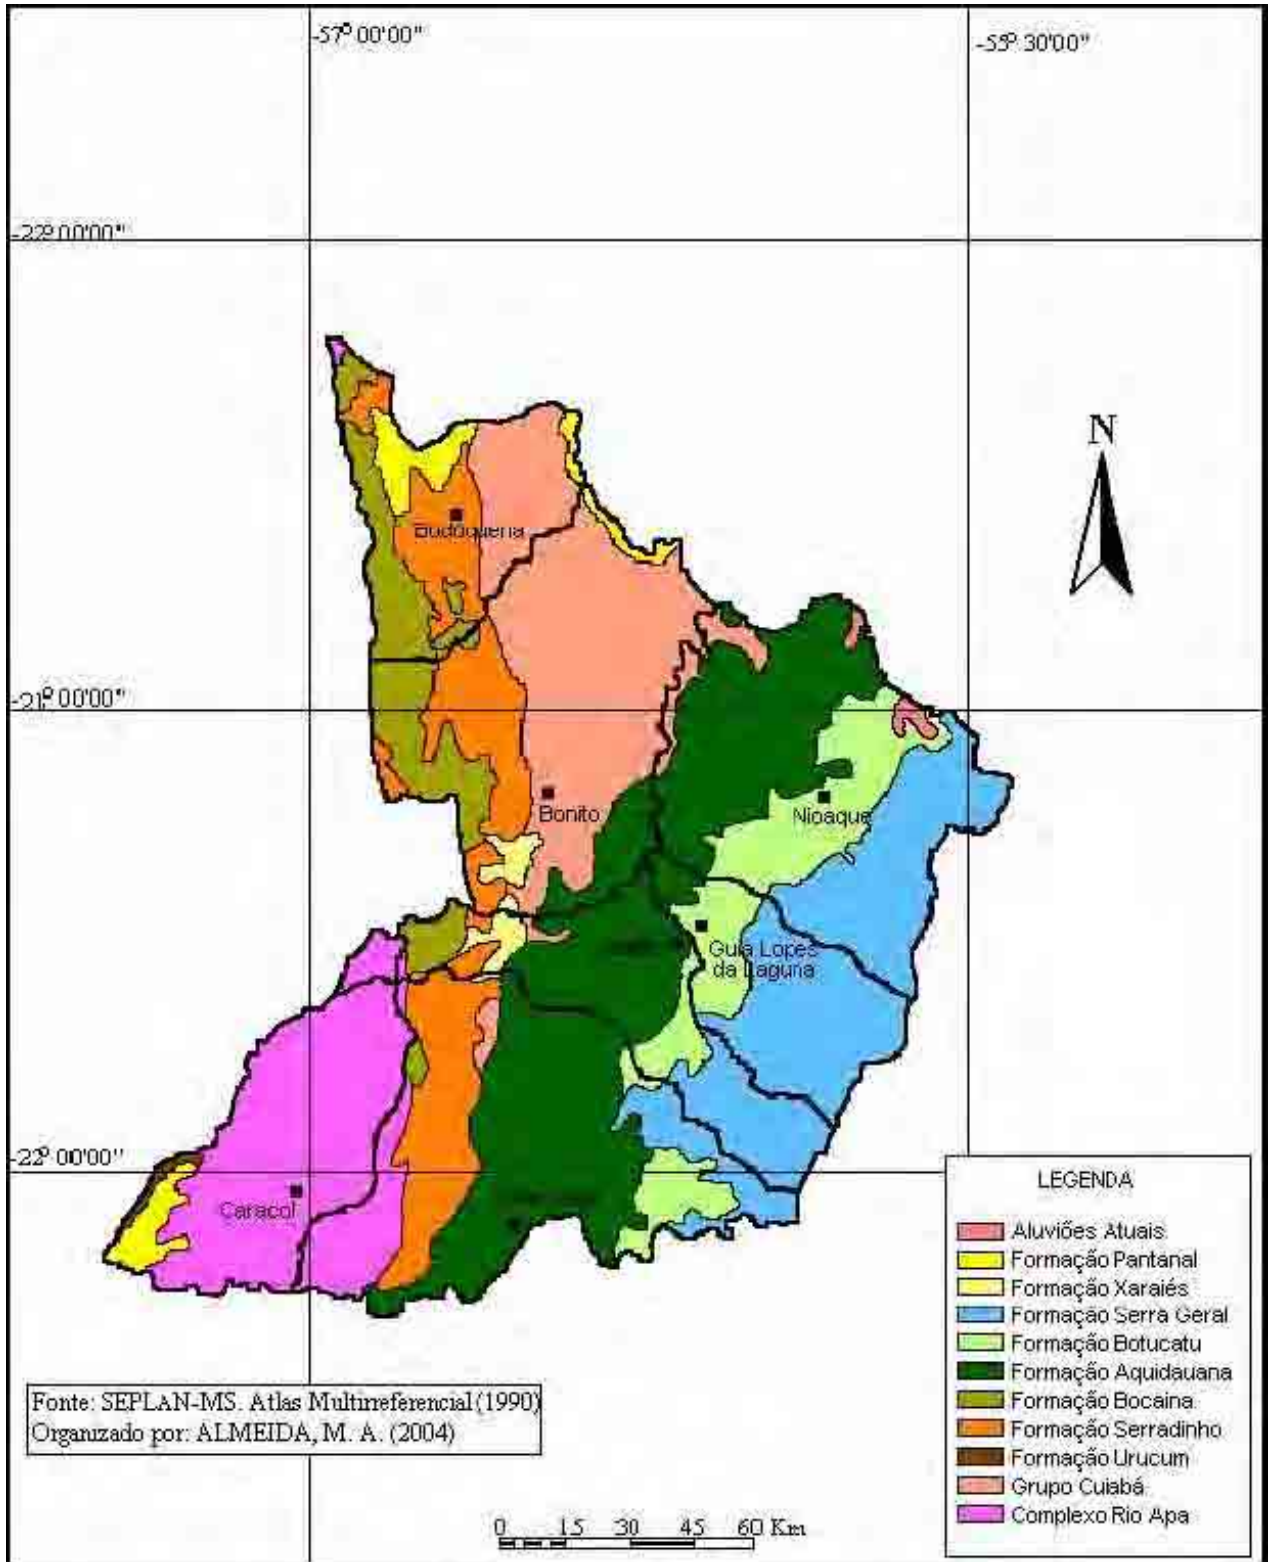 -57º 00'00"
-55º 30'00"
-22º 00'00"
N
Bodoquena
-21º 00'00"
Bonito
Nioaque
Guia Lopes
da Laguna
-22º 00'00"
Caracol
LEGENDA
Aluviões Atuais
Formação Pantanal
Formação Xaraiés
Formação Serra Geral
Formação Botucatu
Formação Aquidauana
Formação Bocaina
Formação Serradinho
Formação Urucum
Grupo Cuiabá
Complexo Rio Apa
Fonte: SEPLAN-MS. Atlas Multirreferencial (1990)
Organizado por: ALMEIDA, M. A. (2004)
0 15 30 45 60 Km